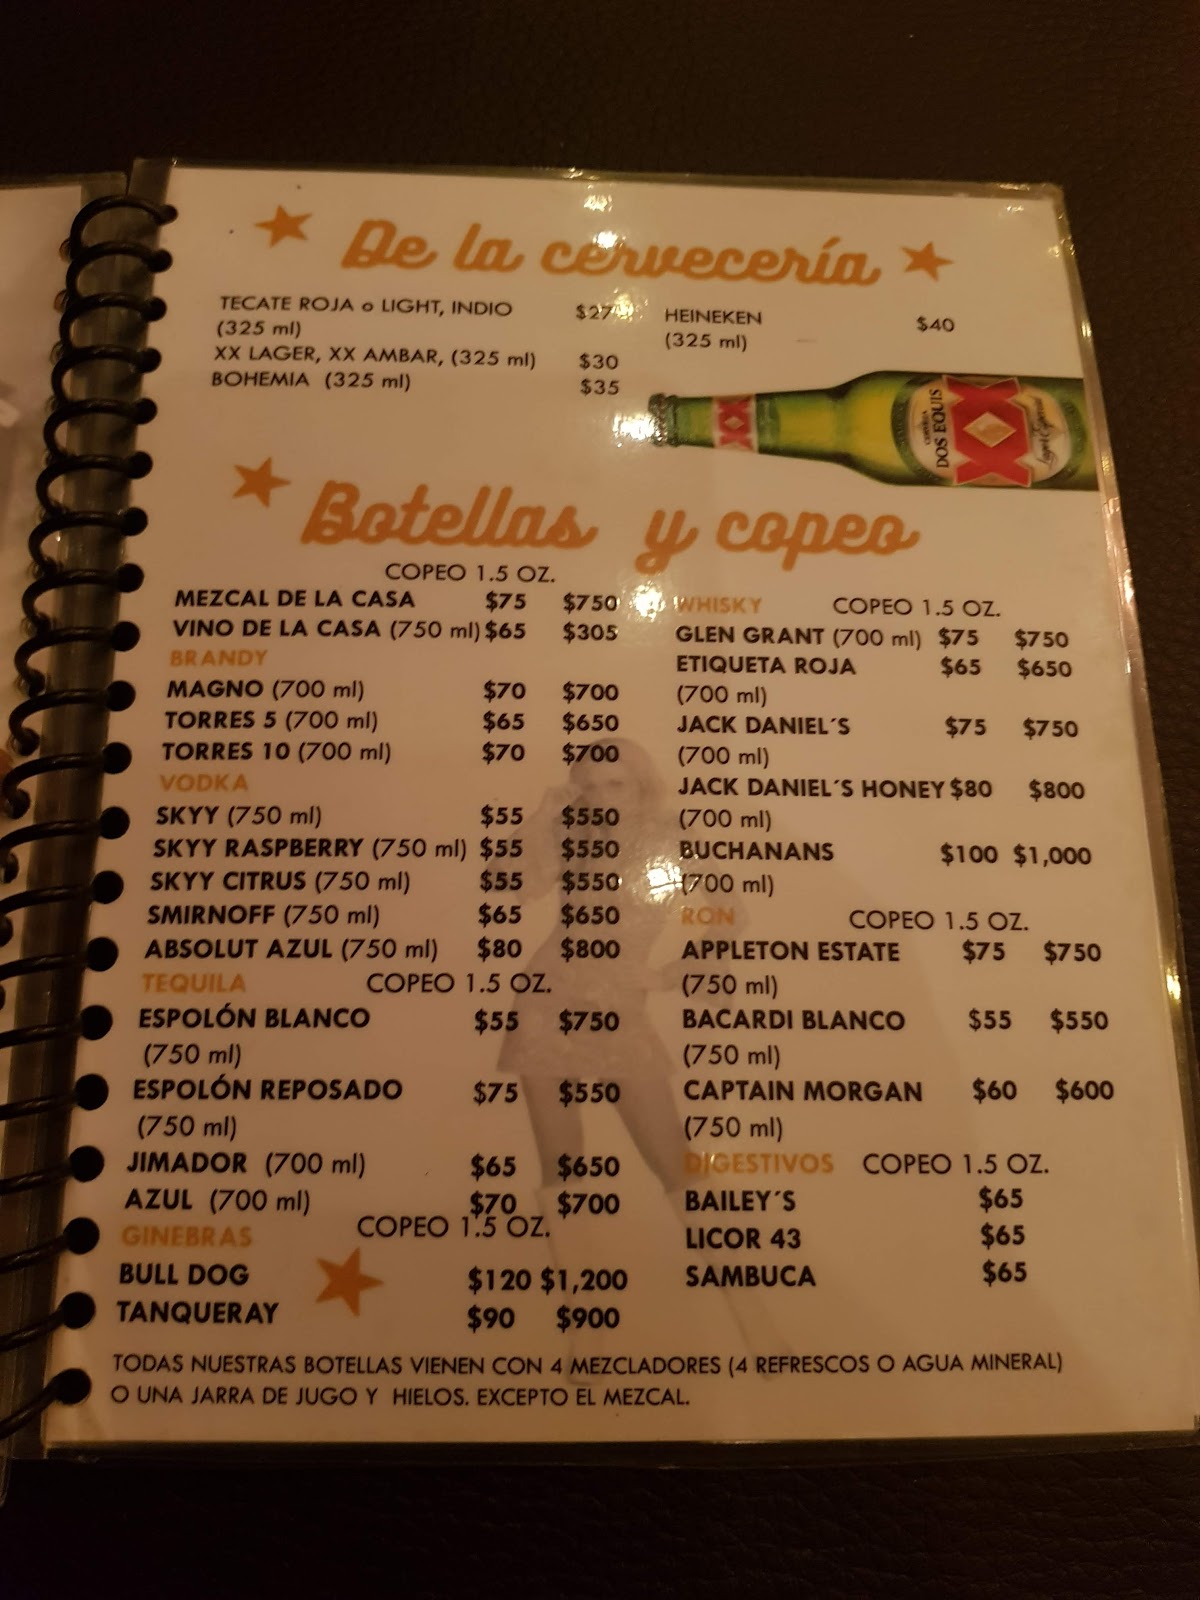 De la cervecería
TECATE ROJA o LIGHT, INDIO $27
(325 ml)
XX LAGER, XX AMBAR, (325 ml) $30
BOHEMIA (325 ml) $35
HEINEKEN $40
(325 ml)
CERVEZA
DOS EQUIS
XX
Lager Especial
XX
Botellas y copeo
COPEO 1.5 OZ.
MEZCAL DE LA CASA $75 $750
VINO DE LA CASA (750 ml) $65 $305
BRANDY
MAGNO (700 ml) $70 $700
TORRES 5 (700 ml) $65 $650
TORRES 10 (700 ml) $70 $700
VODKA
SKYY (750 ml) $55 $550
SKYY RASPBERRY (750 ml) $55 $550
SKYY CITRUS (750 ml) $55 $550
SMIRNOFF (750 ml) $65 $650
ABSOLUT AZUL (750 ml) $80 $800
TEQUILA COPEO 1.5 OZ.
ESPOLÓN BLANCO $55 $750
(750 ml)
ESPOLÓN REPOSADO $75 $550
(750 ml)
JIMADOR (700 ml) $65 $650
AZUL (700 ml) $70 $700
GINEBRAS COPEO 1.5 OZ.
BULL DOG $120 $1,200
TANQUERAY $90 $900
WHISKY COPEO 1.5 OZ.
GLEN GRANT (700 ml) $75 $750
ETIQUETA ROJA $65 $650
(700 ml)
JACK DANIEL´S $75 $750
(700 ml)
JACK DANIEL´S HONEY $80 $800
(700 ml)
BUCHANANS $100 $1,000
(700 ml)
RON COPEO 1.5 OZ.
APPLETON ESTATE $75 $750
(750 ml)
BACARDI BLANCO $55 $550
(750 ml)
CAPTAIN MORGAN $60 $600
(750 ml)
DIGESTIVOS COPEO 1.5 OZ.
BAILEY´S $65
LICOR 43 $65
SAMBUCA $65
TODAS NUESTRAS BOTELLAS VIENEN CON 4 MEZCLADORES (4 REFRESCOS O AGUA MINERAL)
O UNA JARRA DE JUGO Y HIELOS. EXCEPTO EL MEZCAL.